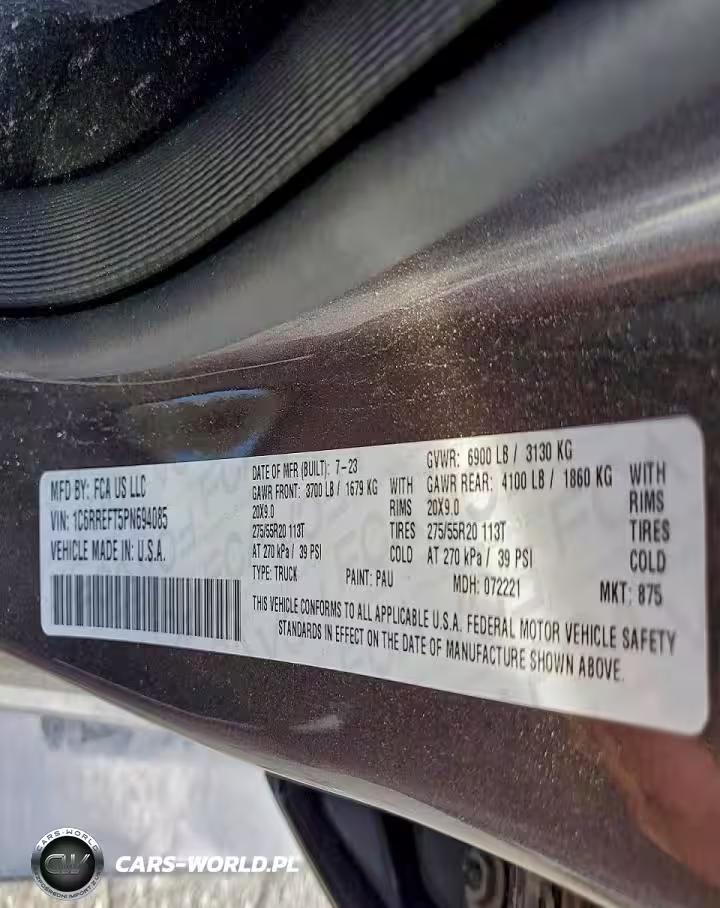 MFD BY: FCA US LLC
VIN: 1C6RREFT5PN694085
VEHICLE MADE IN: U.S.A.
DATE OF MFR (BUILT): 7-23
GVWR: 6900 LB / 3130 KG
GAWR FRONT: 3700 LB / 1679 KG WITH GAWR REAR: 4100 LB / 1860 KG WITH
20X9.0 RIMS 20X9.0 RIMS
275/55R20 113T TIRES 275/55R20 113T TIRES
AT 270 kPa / 39 PSI COLD AT 270 kPa / 39 PSI COLD
TYPE: TRUCK PAINT: PAU MDH: 072221 MKT: 875
THIS VEHICLE CONFORMS TO ALL APPLICABLE U.S.A. FEDERAL MOTOR VEHICLE SAFETY
STANDARDS IN EFFECT ON THE DATE OF MANUFACTURE SHOWN ABOVE.
CARS-WORLD
CW
CARS-WORLD.PL